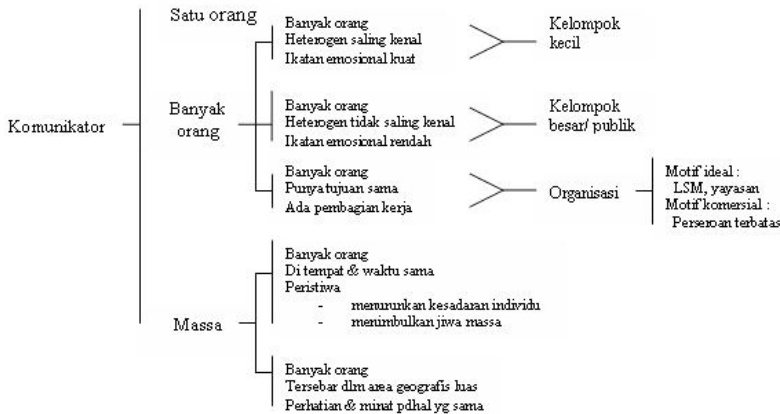 Komunikator
Satu orang
Banyak
orang
Banyak orang
Heterogen saling kenal
Ikatan emosional kuat
Kelompok
kecil
Banyak orang
Heterogen tidak saling kenal
Ikatan emosional rendah
Kelompok
besar/ publik
Banyak orang
Punya tujuan sama
Ada pembagian kerja
Organisasi
Motif ideal :
LSM, yayasan
Motif komersial :
Perseroan terbatas
Massa
Banyak orang
Di tempat & waktu sama
Peristiwa
- menurunkan kesadaran individu
- menimbulkan jiwa massa
Banyak orang
Tersebar dlm area geografis luas
Perhatian & minat pdhal yg sama